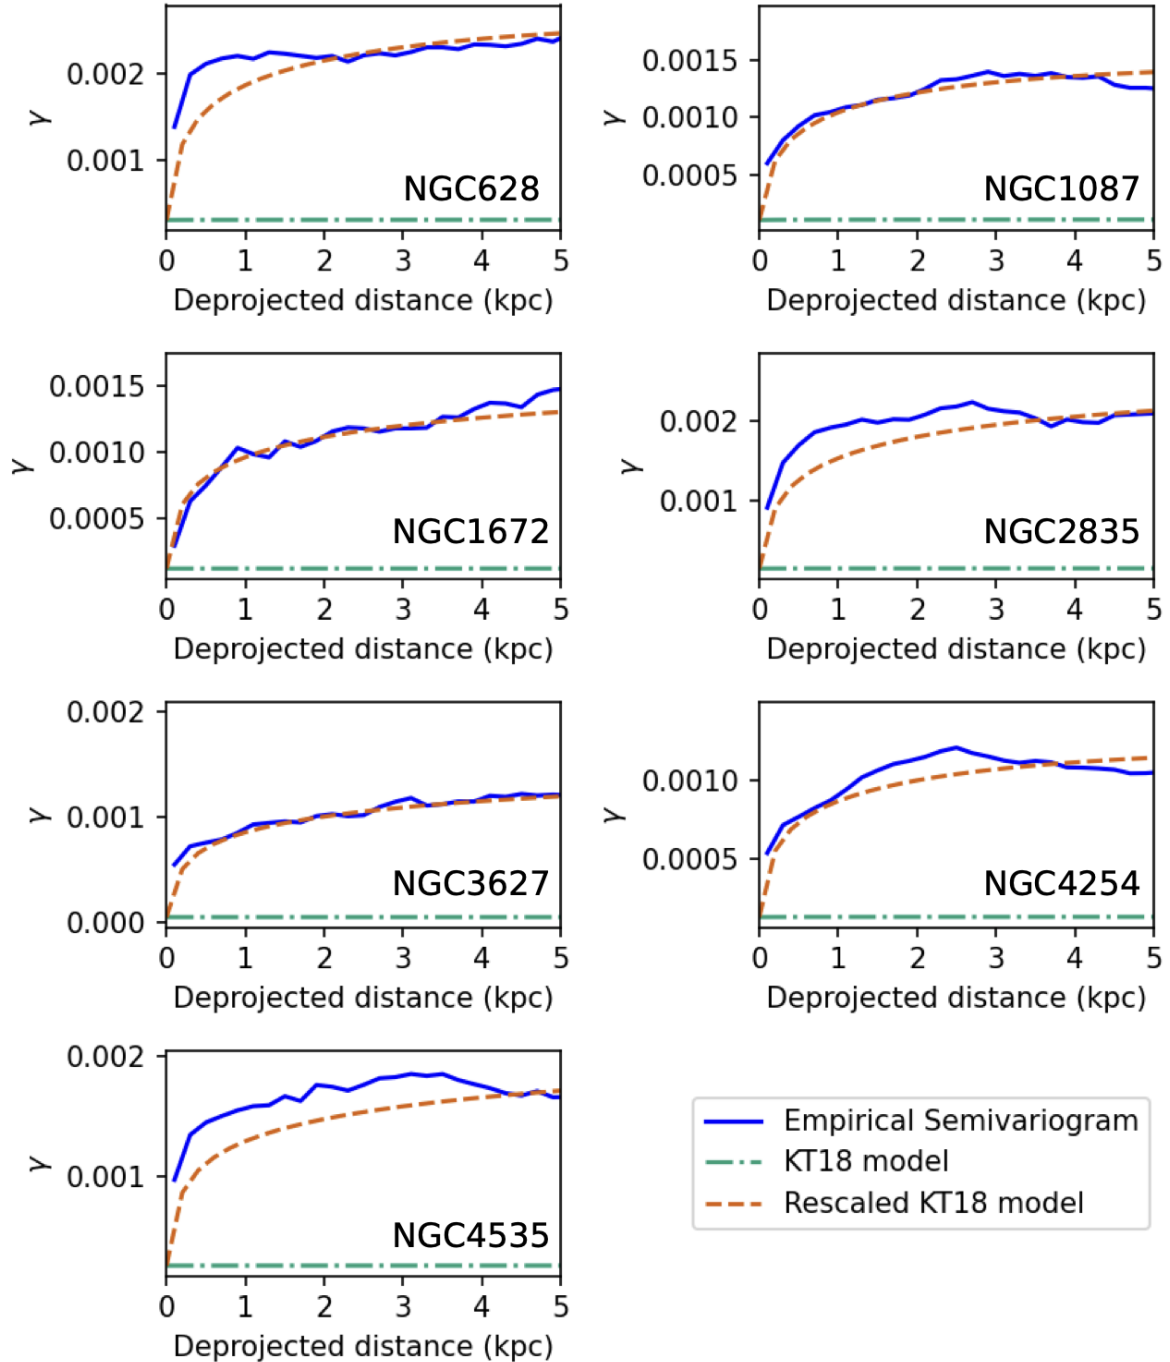 0.002
0.001
γ
NGC628
0 1 2 3 4 5
Deprojected distance (kpc)
0.0015
0.0010
0.0005
γ
NGC1087
0 1 2 3 4 5
Deprojected distance (kpc)
0.0015
0.0010
0.0005
γ
NGC1672
0 1 2 3 4 5
Deprojected distance (kpc)
0.002
0.001
γ
NGC2835
0 1 2 3 4 5
Deprojected distance (kpc)
0.002
0.001
0.000
γ
NGC3627
0 1 2 3 4 5
Deprojected distance (kpc)
0.0010
0.0005
γ
NGC4254
0 1 2 3 4 5
Deprojected distance (kpc)
0.002
0.001
γ
NGC4535
0 1 2 3 4 5
Deprojected distance (kpc)
Empirical Semivariogram
KT18 model
Rescaled KT18 model